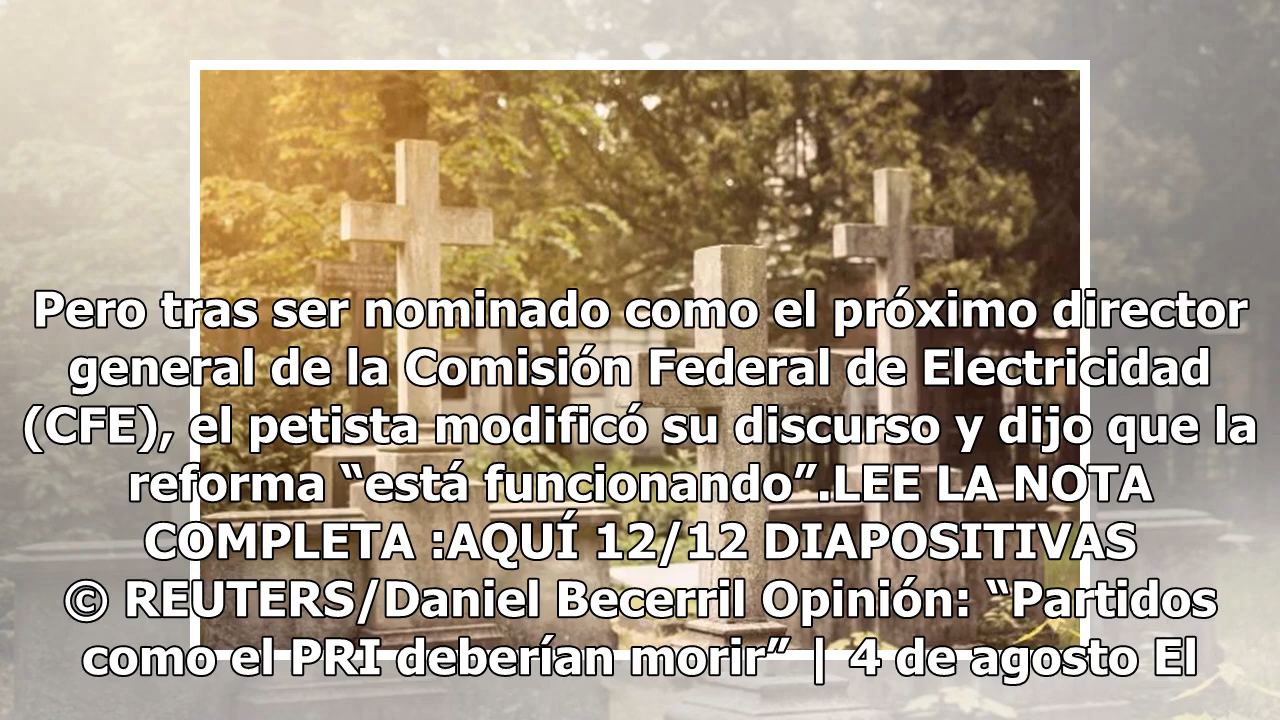 Pero tras ser nominado como el próximo director
general de la Comisión Federal de Electricidad
(CFE), el petista modificó su discurso y dijo que la
reforma “está funcionando”.LEE LA NOTA
COMPLETA :AQUÍ 12/12 DIAPOSITIVAS
© REUTERS/Daniel Becerril Opinión: “Partidos
como el PRI deberían morir” | 4 de agosto El